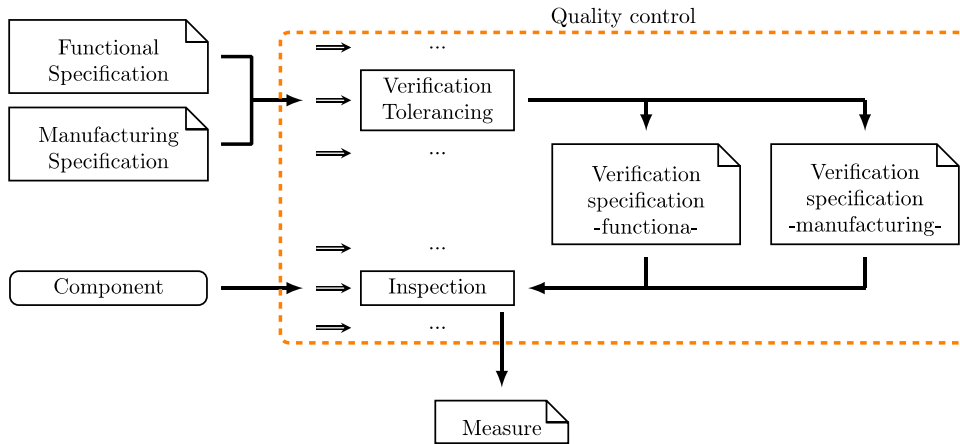 Quality control
Functional
Specification
...
Verification
Tolerancing
Manufacturing
Specification
...
Verification
specification
-functiona-
Verification
specification
-manufacturing-
...
Component
Inspection
...
Measure